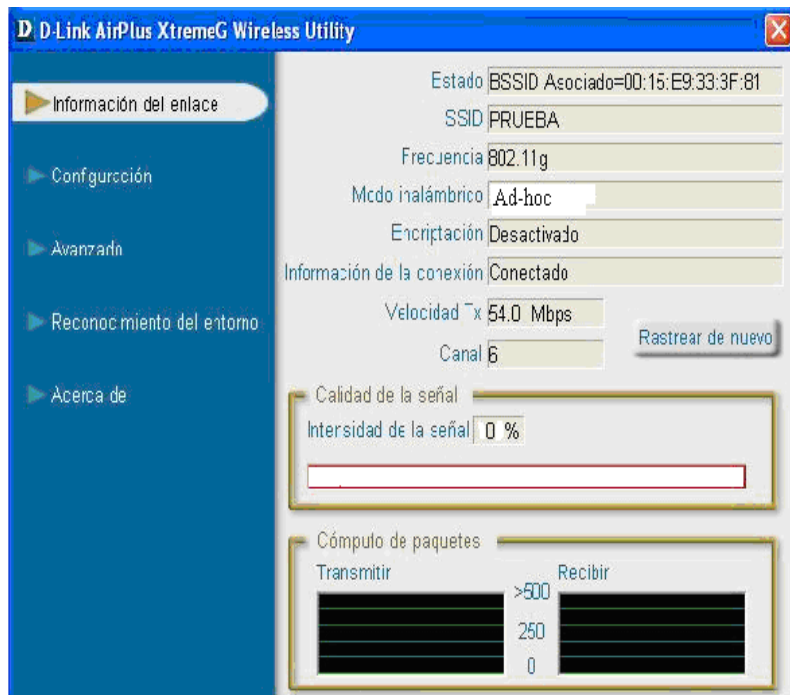 D D-Link AirPlus XtremeG Wireless Utility
Información del enlace
Configuración
Avanzado
Reconocimiento del entorno
Acerca de
Estado BSSID Asociado=00:15:E9:33:3F:81
SSID PRUEBA
Frecuencia 802.11g
Modo inalámbrico Ad-hoc
Encriptación Desactivado
Información de la conexión Conectado
Velocidad Tx 54.0 Mbps
Canal 6
Rastrear de nuevo
Calidad de la señal
Intensidad de la señal 0 %
Cómputo de paquetes
Transmitir
Recibir
>500
250
0